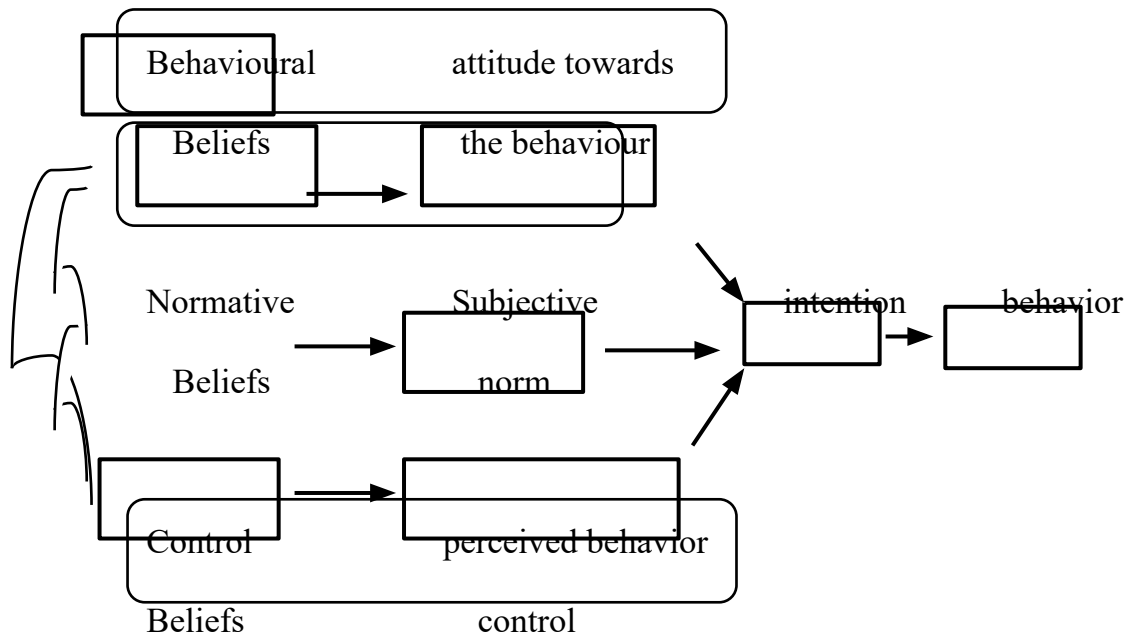 Behavioural attitude towards
Beliefs the behaviour
Normative Subjective intention behavior
Beliefs norm
Control perceived behavior
Beliefs control